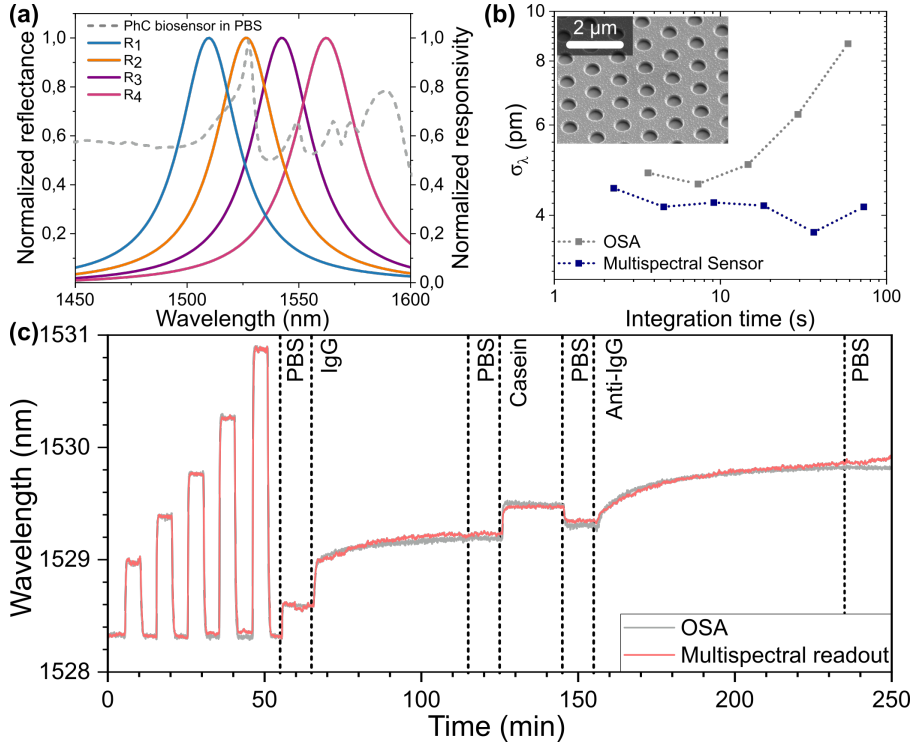 (a)
PhC biosensor in PBS
R1
R2
R3
R4
1,0
0,8
0,6
0,4
0,2
1,0
0,8
0,6
0,4
0,2
0,0
Normalized reflectance
Normalized responsivity
1450 1500 1550 1600
Wavelength (nm)
(b)
2 μm
10
8
6
4
σλ (pm)
OSA
Multispectral Sensor
1 10 100
Integration time (s)
(c)
1531
1530
1529
1528
Wavelength (nm)
PBS
IgG
PBS
Casein
PBS
Anti-IgG
PBS
OSA
Multispectral readout
0 50 100 150 200 250
Time (min)